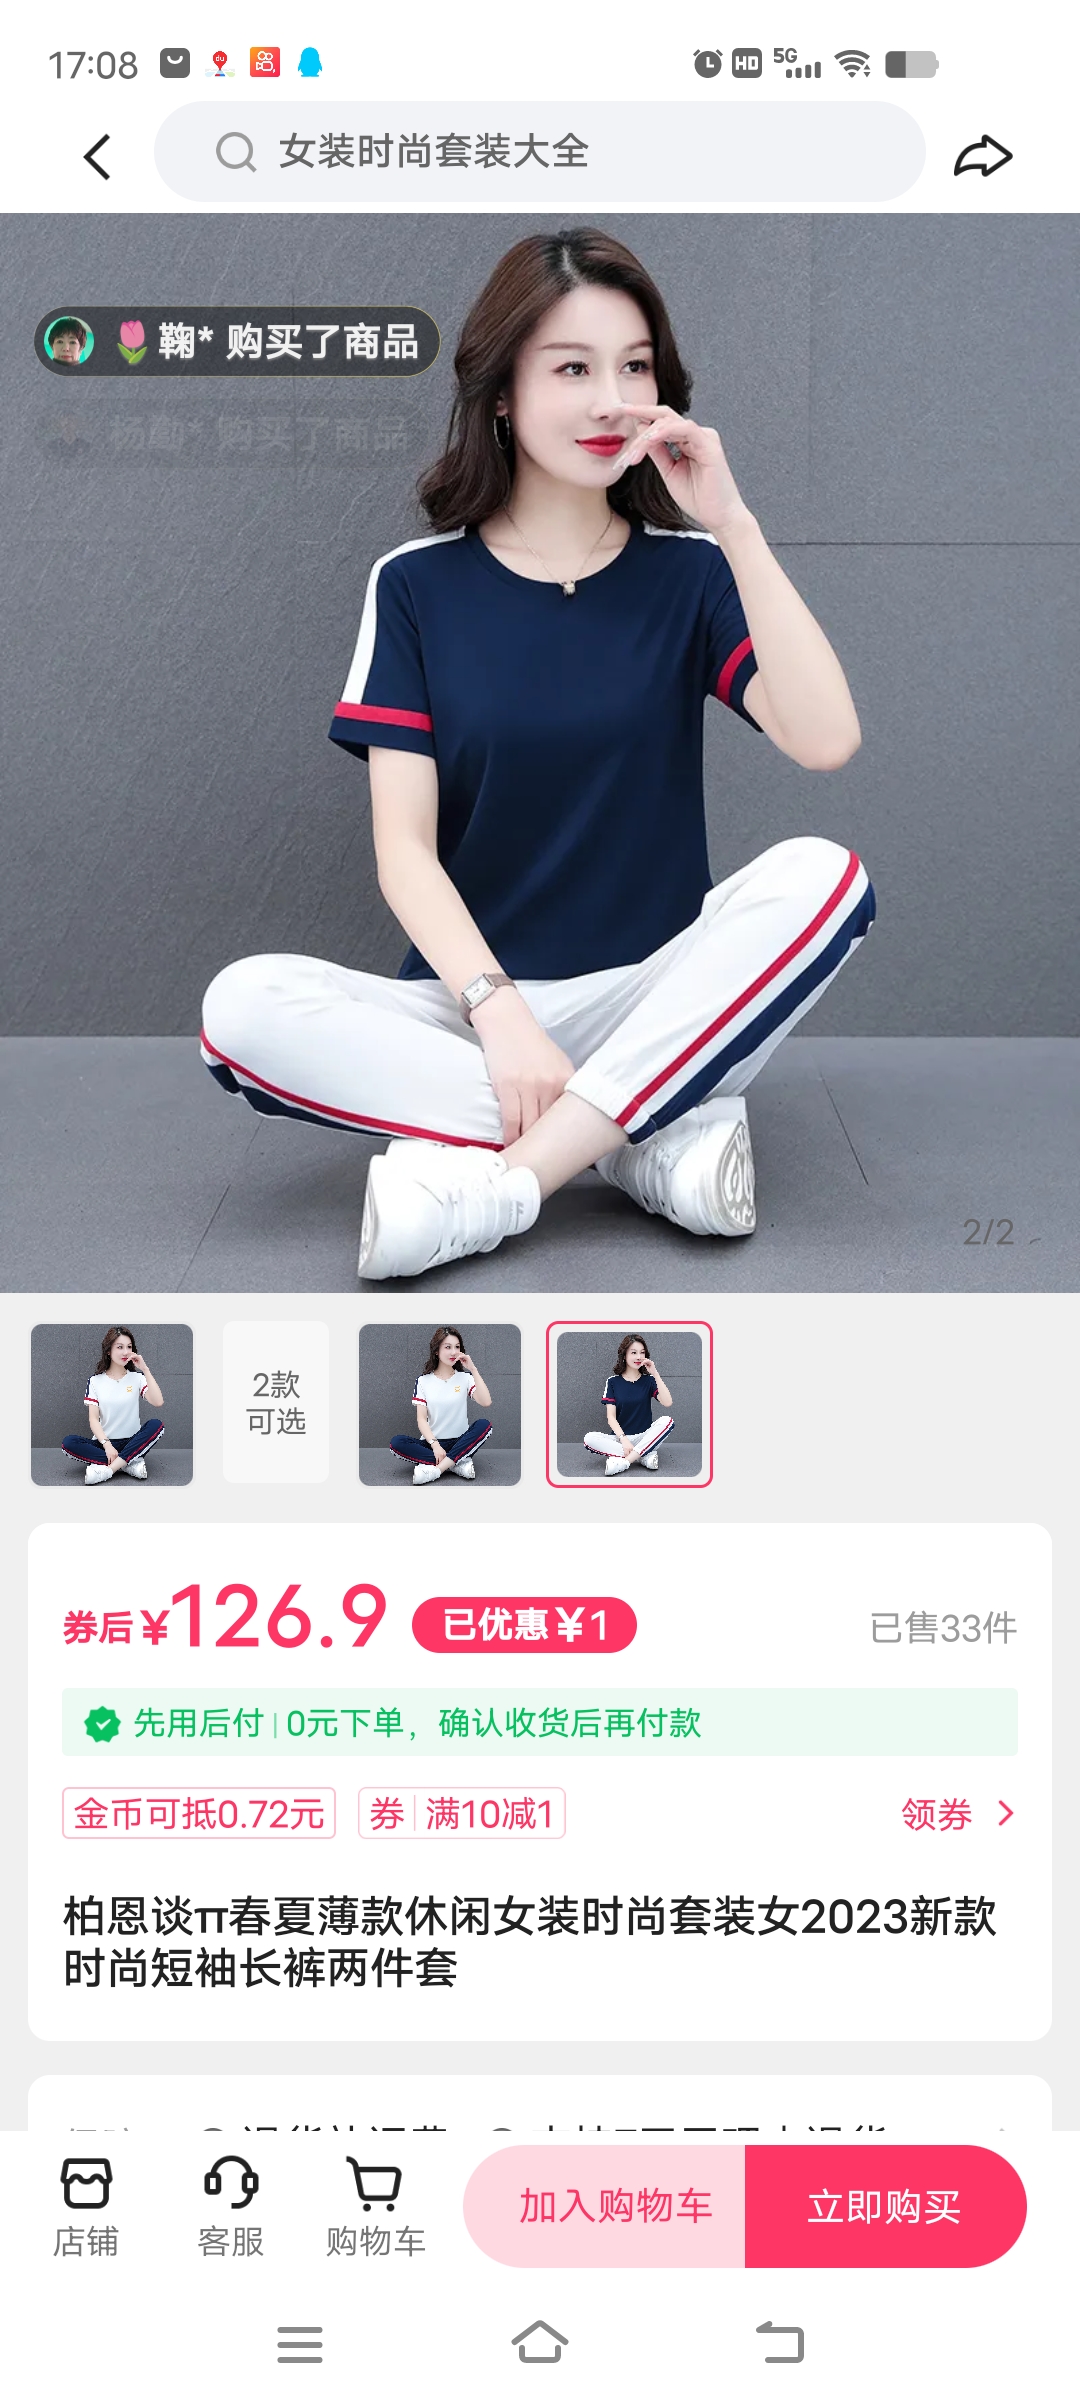 17:08
HD
5G
女装时尚套装大全
鞠* 购买了商品
2/2
2款
可选
券后¥126.9
已优惠¥1
已售33件
先用后付|0元下单，确认收货后再付款
金币可抵0.72元
券 满10减1
领券
柏恩谈π春夏薄款休闲女装时尚套装女2023新款
时尚短袖长裤两件套
店铺
客服
购物车
加入购物车
立即购买